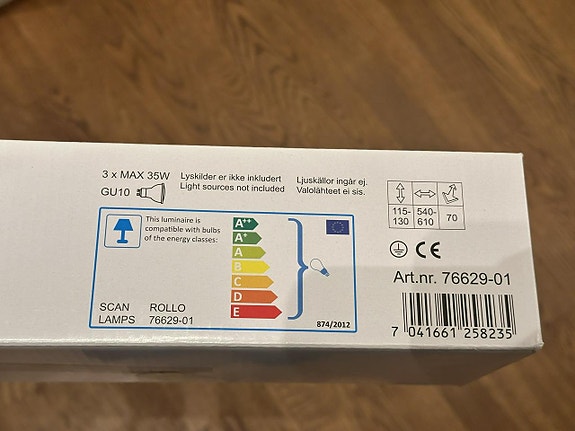 3 x MAX 35W
GU10
Lyskilder er ikke inkludert
Light sources not included
Ljuskällor ingår ej.
Valolähteet ei sis.
115-130
540-610
70
This luminaire is
compatible with bulbs
of the energy classes:
A++
A+
A
B
C
D
E
SCAN LAMPS
ROLLO 76629-01
874/2012
CE
Art.nr. 76629-01
7 041661 258235